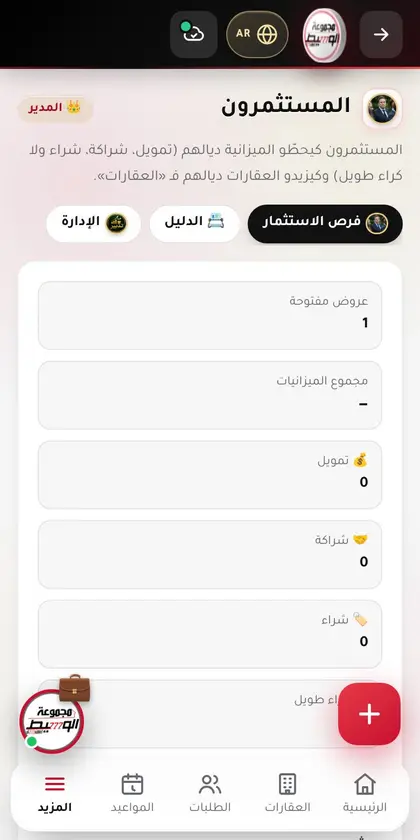 AR
مجموعة
الوسيط
المستثمرون
👑 المدير
المستثمرون كيحطّو الميزانية ديالهم (تمويل، شراكة، شراء ولا
كراء طويل) وكيزيدو العقارات ديالهم فـ «العقارات».
فرص الاستثمار
📇 الدليل
الإدارة
عروض مفتوحة
1
مجموع الميزانيات
–
💰 تمويل
0
🤝 شراكة
0
🏷️ شراء
0
راء طويل
مجموعة
الرئيسية
العقارات
الطلبات
المواعيد
المزيد